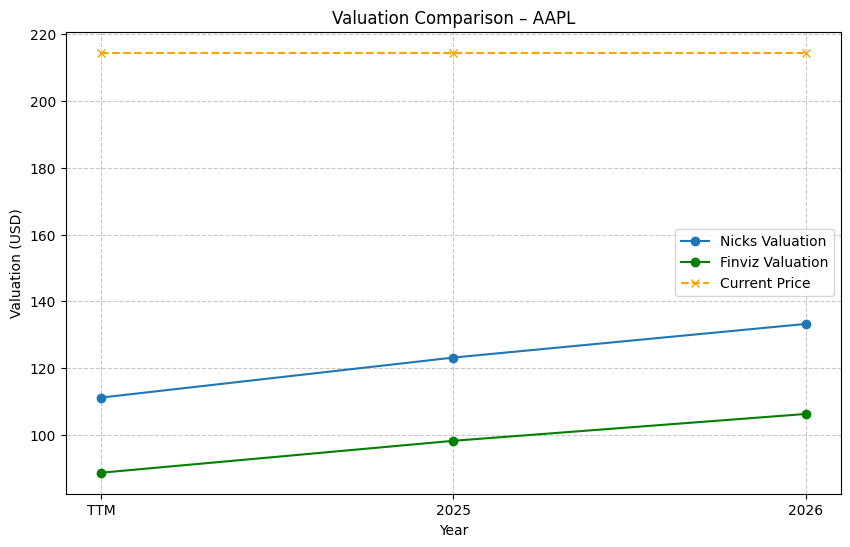 Valuation Comparison – AAPL
220
200
180
160
140
120
100
Valuation (USD)
Nicks Valuation
Finviz Valuation
Current Price
TTM
2025
2026
Year